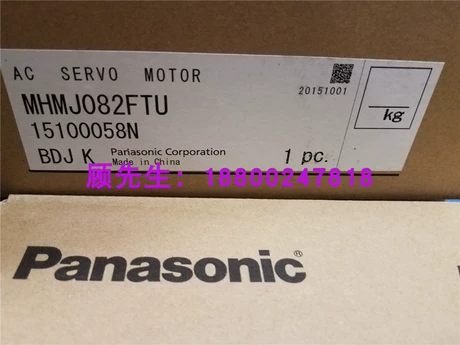 AC SERVO MOTOR
20151001
MHMJ082FTU
kg
15100058N
BDJ K Panasonic Corporation
Made in China
1 pc.
顾先生：18800247818
Panasonic